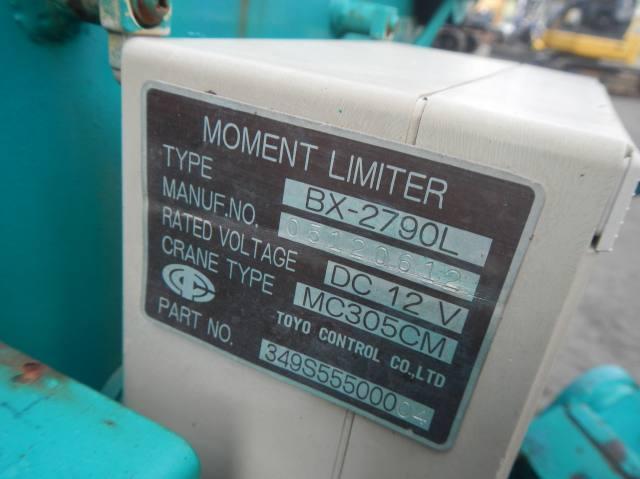 MOMENT LIMITER
TYPE BX-2790L
MANUF.NO. 05120612
RATED VOLTAGE DC 12 V
CRANE TYPE MC305CM
TOYO CONTROL CO.,LTD
PART NO. 349S55500004